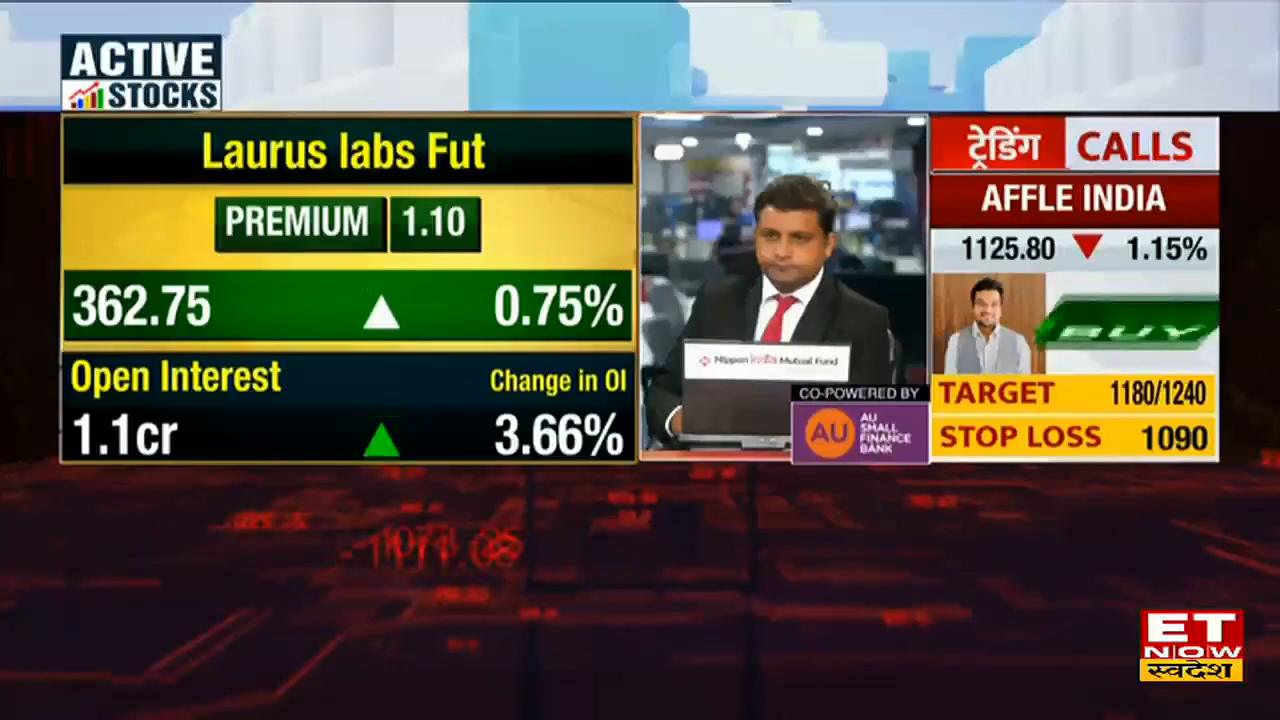 ACTIVE
STOCKS
Laurus labs Fut
PREMIUM 1.10
362.75 0.75%
Open Interest Change in OI
1.1cr 3.66%
Nippon India Mutual Fund
CO-POWERED BY
AU
AU
SMALL
FINANCE
BANK
ट्रेडिंग CALLS
AFFLE INDIA
1125.80 1.15%
BUY
TARGET 1180/1240
STOP LOSS 1090
ET
NOW
स्वदेश